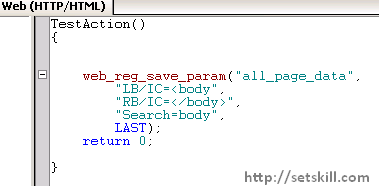 Web (HTTP/HTML)
TestAction()
{
web_reg_save_param("all_page_data",
"LB/IC=<body",
"RB/IC=</body>",
"Search=body",
LAST);
return 0;
}
http://setskill.com